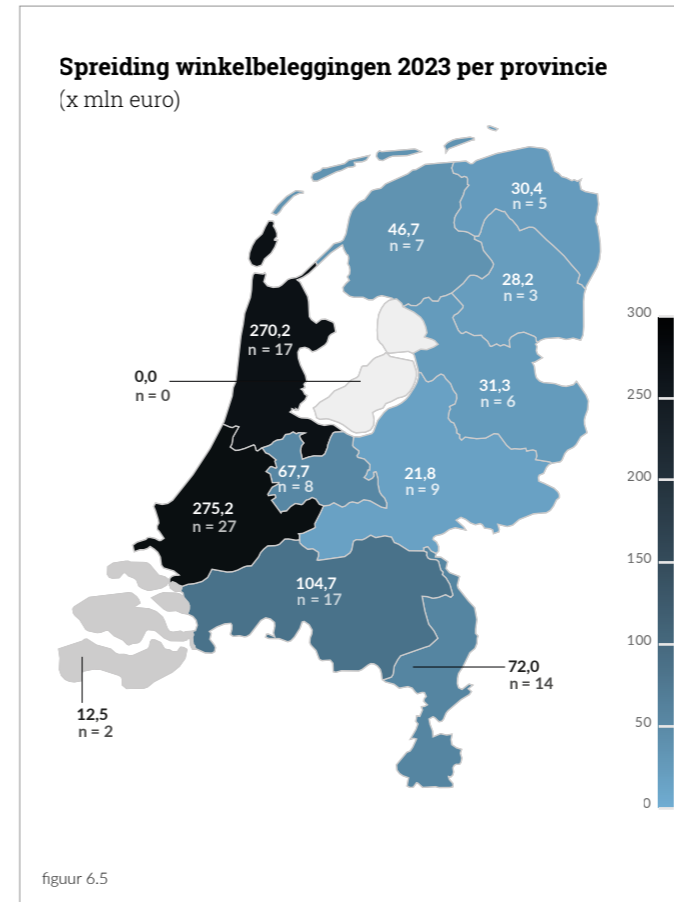 Spreiding winkelbeleggingen 2023 per provincie
(x mln euro)
30,4
n = 5
46,7
n = 7
28,2
n = 3
300
270,2
n = 17
0,0
n = 0
31,3
n = 6
250
67,7
n = 8
21,8
n = 9
200
275,2
n = 27
150
104,7
n = 17
100
72,0
n = 14
12,5
n = 2
50
0
figuur 6.5